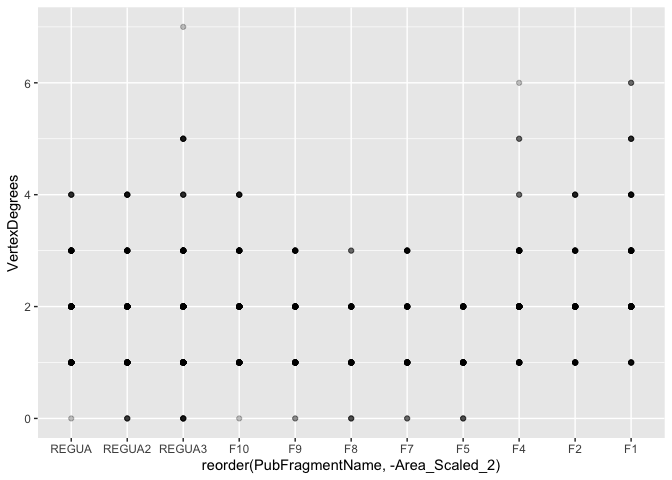 VertexDegrees
6
4
2
0
REGUA REGUA2 REGUA3 F10 F9 F8 F7 F5 F4 F2 F1
reorder(PubFragmentName, -Area_Scaled_2)